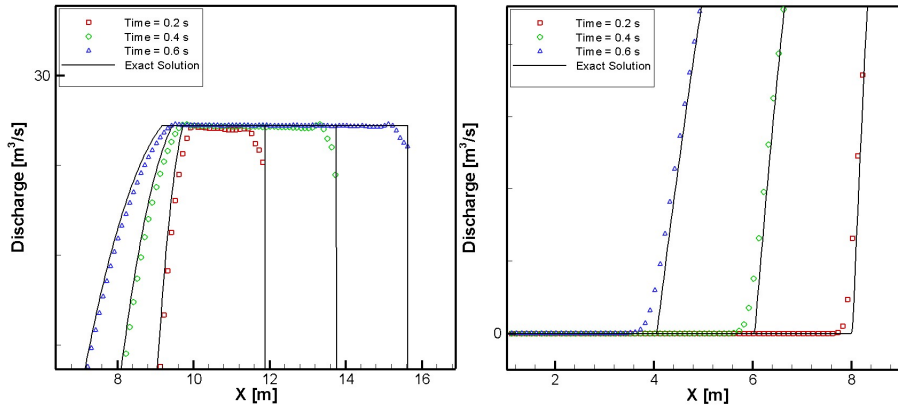 Time = 0.2 s
Time = 0.4 s
Time = 0.6 s
Exact Solution
30
Discharge [m³/s]
8 10 12 14 16
X [m]
Time = 0.2 s
Time = 0.4 s
Time = 0.6 s
Exact Solution
Discharge [m³/s]
0
2 4 6 8
X [m]